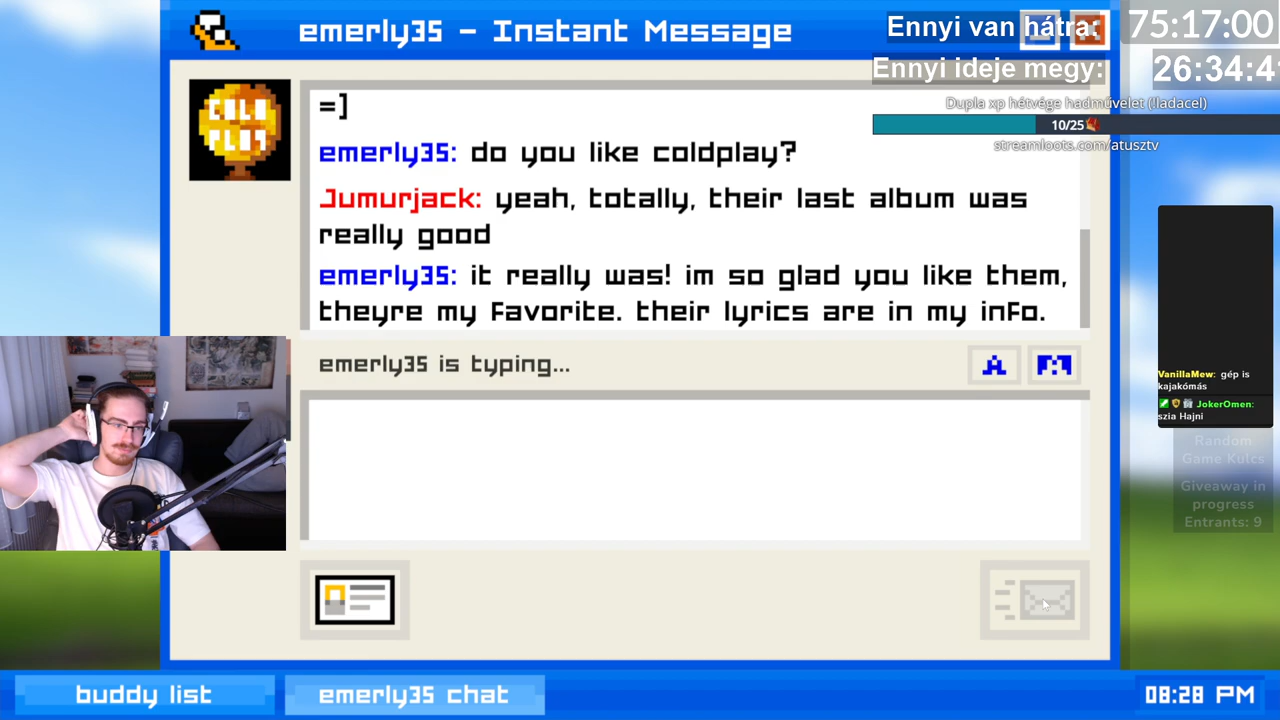 emerly35 - Instant Message
Ennyi van hátra:
75:17:00
Ennyi ideje megy:
26:34:4
Dupla xp hétvége hadművelet (!ladacel)
10/25
streamloots.com/atusztv
COLD
PLAY
=]
emerly35: do you like coldplay?
Jumurjack: yeah, totally, their last album was
really good
emerly35: it really was! im so glad you like them,
theyre my favorite. their lyrics are in my info.
emerly35 is typing...
A
VanillaMew: gép is
kajakómás
JokerOmen:
szia Hajni
Random
Game Kulcs
Giveaway in
progress
Entrants: 9
buddy list
emerly35 chat
08:28 PM